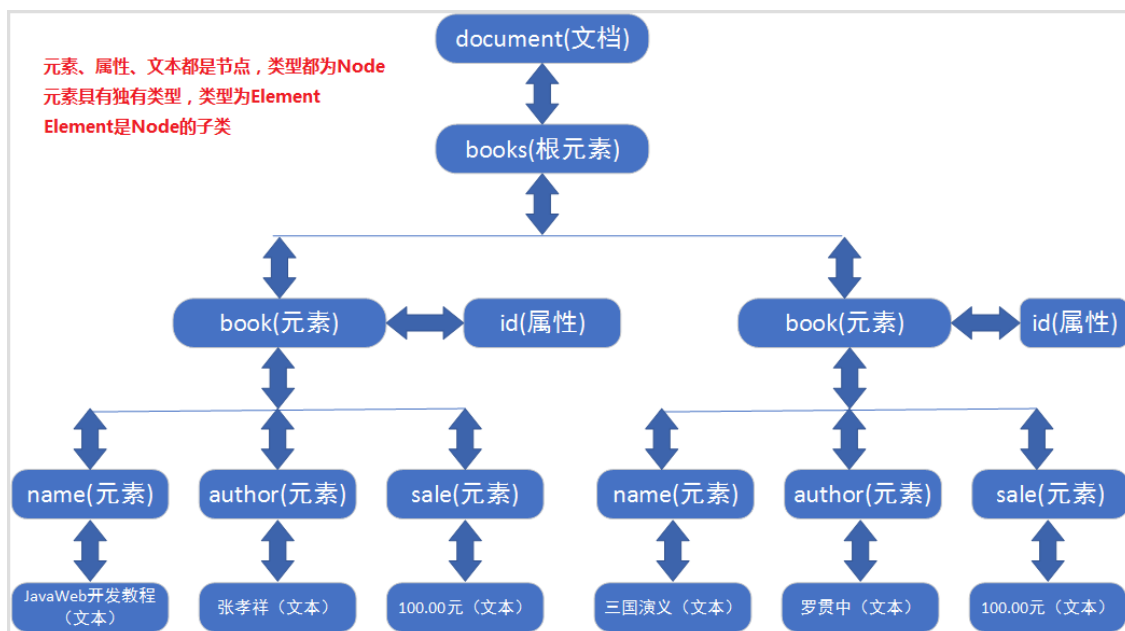 document(文档)
元素、属性、文本都是节点，类型都为Node
元素具有独有类型，类型为Element
Element是Node的子类
books(根元素)
book(元素)
id(属性)
book(元素)
id(属性)
name(元素)
author(元素)
sale(元素)
name(元素)
author(元素)
sale(元素)
JavaWeb开发教程
（文本）
张孝祥（文本）
100.00元（文本）
三国演义（文本）
罗贯中（文本）
100.00元（文本）